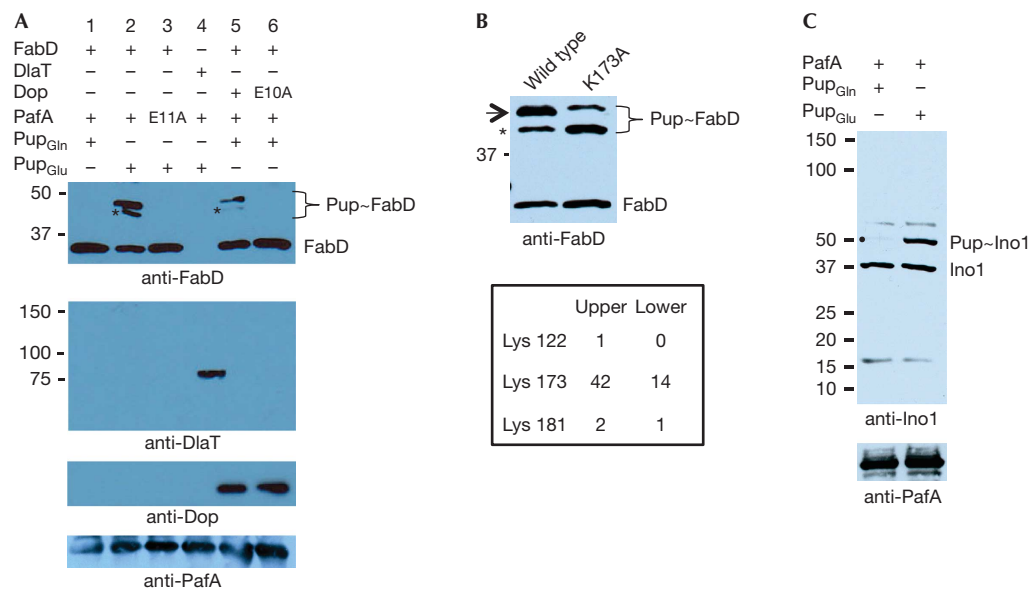 A
1 2 3 4 5 6
FabD + + + – + +
DlaT – – – + – –
Dop – – – – + E10A
PafA + + E11A + + +
PupGln + – – – + +
PupGlu – + + + – –
50
* *
Pup~FabD
37
FabD
anti-FabD
150
100
75
anti-DlaT
anti-Dop
anti-PafA
B
Wild type K173A
*
Pup~FabD
37
FabD
anti-FabD
Upper Lower
Lys 122 1 0
Lys 173 42 14
Lys 181 2 1
C
PafA + +
PupGln + –
PupGlu – +
150
100
50 Pup~Ino1
37 Ino1
25
20
15
10
anti-Ino1
anti-PafA